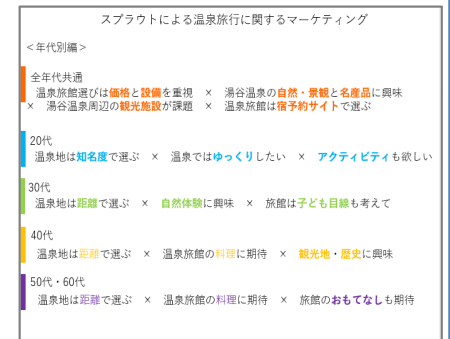 スプラウトによる温泉旅行に関するマーケティング
＜年代別編＞
全年代共通
温泉旅館選びは価格と設備を重視　×　湯谷温泉の自然・景観と名産品に興味
×　湯谷温泉周辺の観光施設が課題　×　温泉旅館は宿予約サイトで選ぶ
20代
温泉地は知名度で選ぶ　×　温泉ではゆっくりしたい　×　アクティビティも欲しい
30代
温泉地は距離で選ぶ　×　自然体験に興味　×　旅館は子ども目線も考えて
40代
温泉地は距離で選ぶ　×　温泉旅館の料理に期待　×　観光地・歴史に興味
50代・60代
温泉地は距離で選ぶ　×　温泉旅館の料理に期待　×　旅館のおもてなしも期待